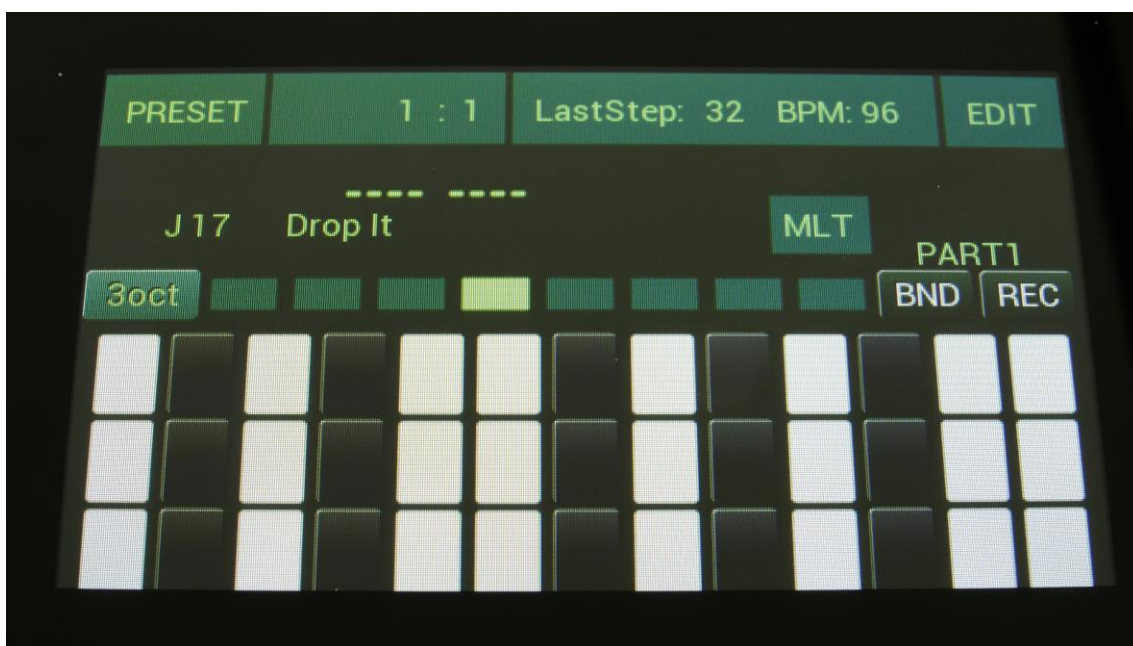 PRESET 1 : 1 LastStep: 32 BPM: 96 EDIT
---- ----
J 17 Drop It MLT
PART1
3oct BND REC